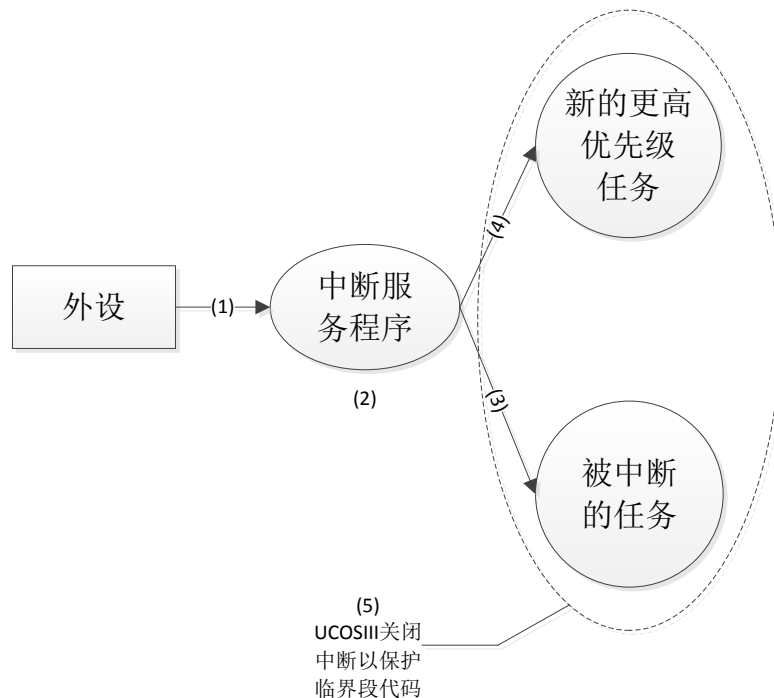 新的更高
优先级
任务
(4)
外设
(1)
中断服
务程序
(2)
(3)
被中断
的任务
(5)
UCOSIII关闭
中断以保护
临界段代码